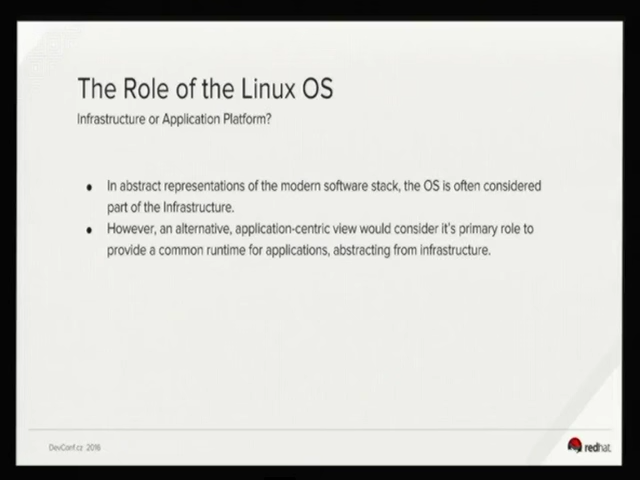 The Role of the Linux OS
Infrastructure or Application Platform?
● In abstract representations of the modern software stack, the OS is often considered
part of the Infrastructure.
● However, an alternative, application-centric view would consider it's primary role to
provide a common runtime for applications, abstracting from infrastructure.
DevConf.cz 2016
redhat.